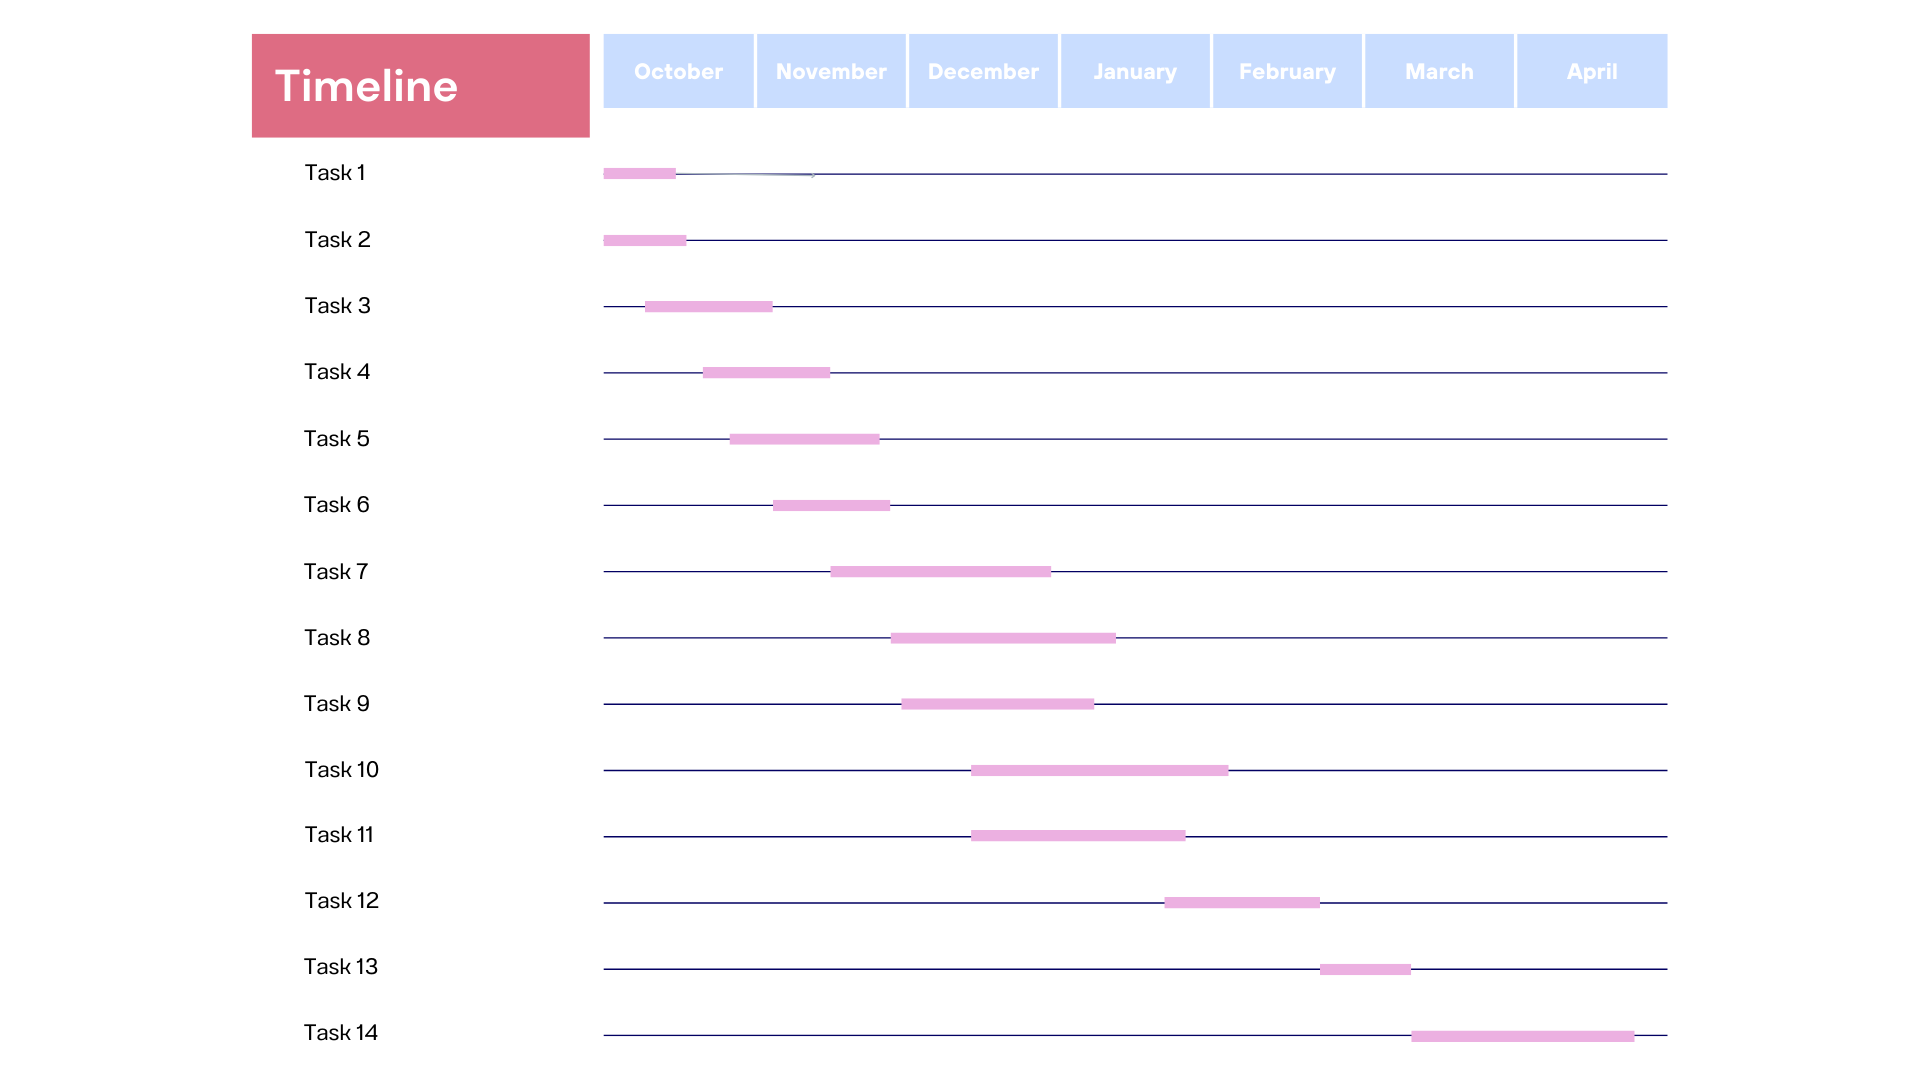 Timeline
October November December January February March April
Task 1
Task 2
Task 3
Task 4
Task 5
Task 6
Task 7
Task 8
Task 9
Task 10
Task 11
Task 12
Task 13
Task 14